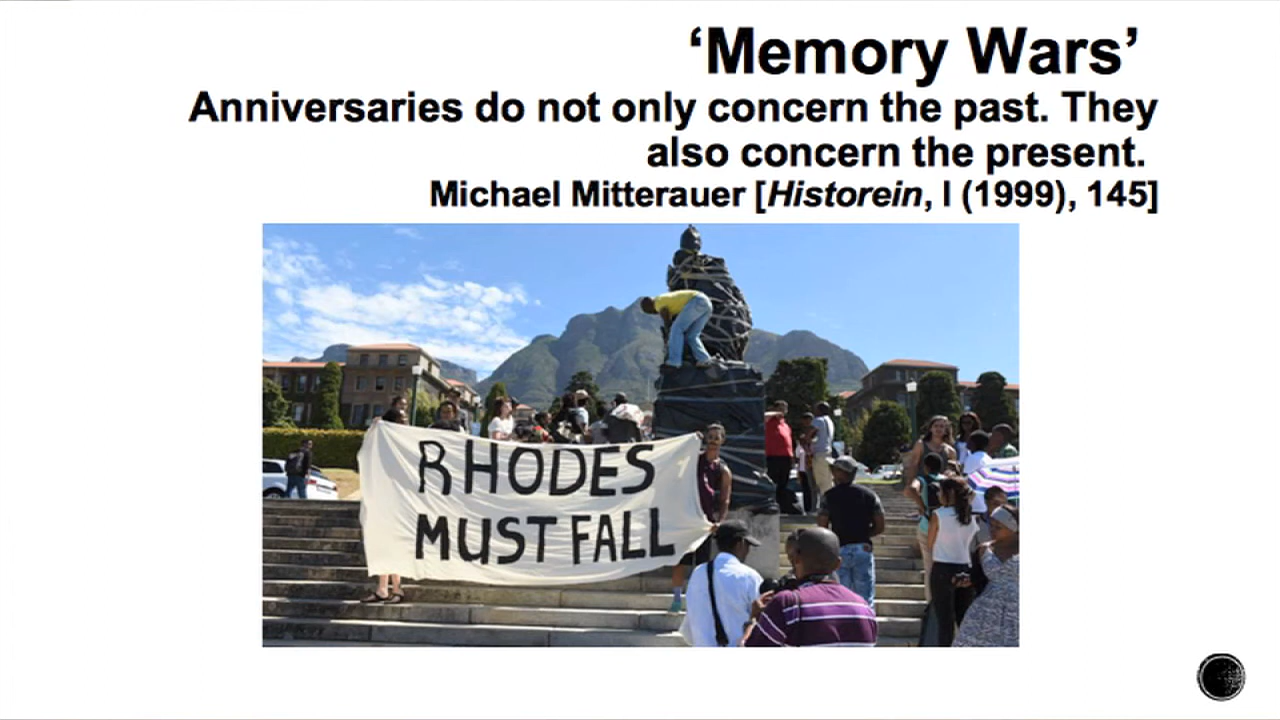 ‘Memory Wars’
Anniversaries do not only concern the past. They
also concern the present.
Michael Mitterauer [Historein, I (1999), 145]
RHODES
MUST FALL